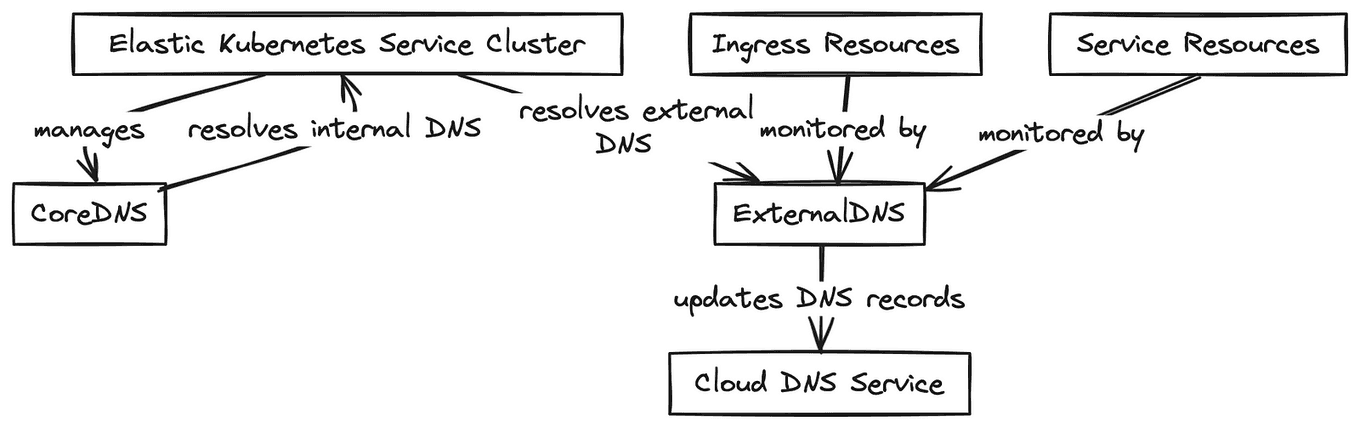 Elastic Kubernetes Service Cluster
Ingress Resources
Service Resources
manages
resolves internal DNS
resolves external
DNS
monitored by
monitored by
CoreDNS
ExternalDNS
updates DNS records
Cloud DNS Service